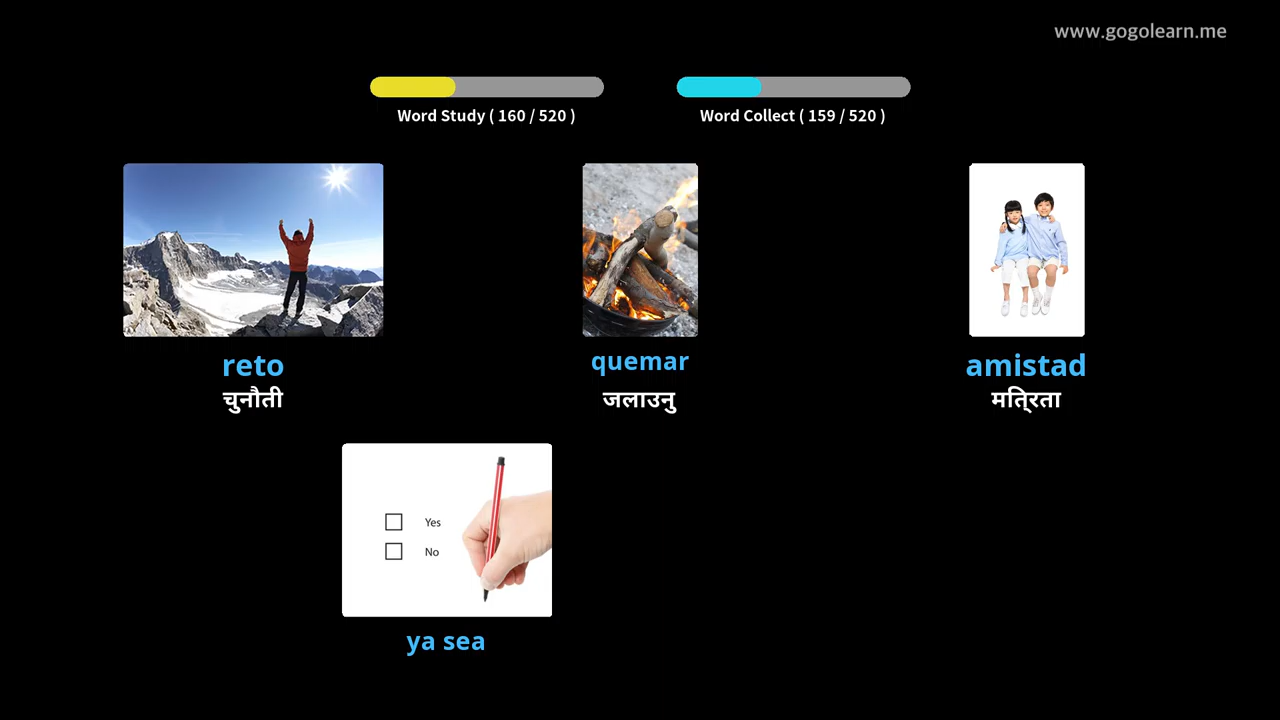 www.gogolearn.me
Word Study ( 160 / 520 )
Word Collect ( 159 / 520 )
reto
quemar
amistad
चुनौती
जलाउनु
मित्रता
Yes
No
ya sea